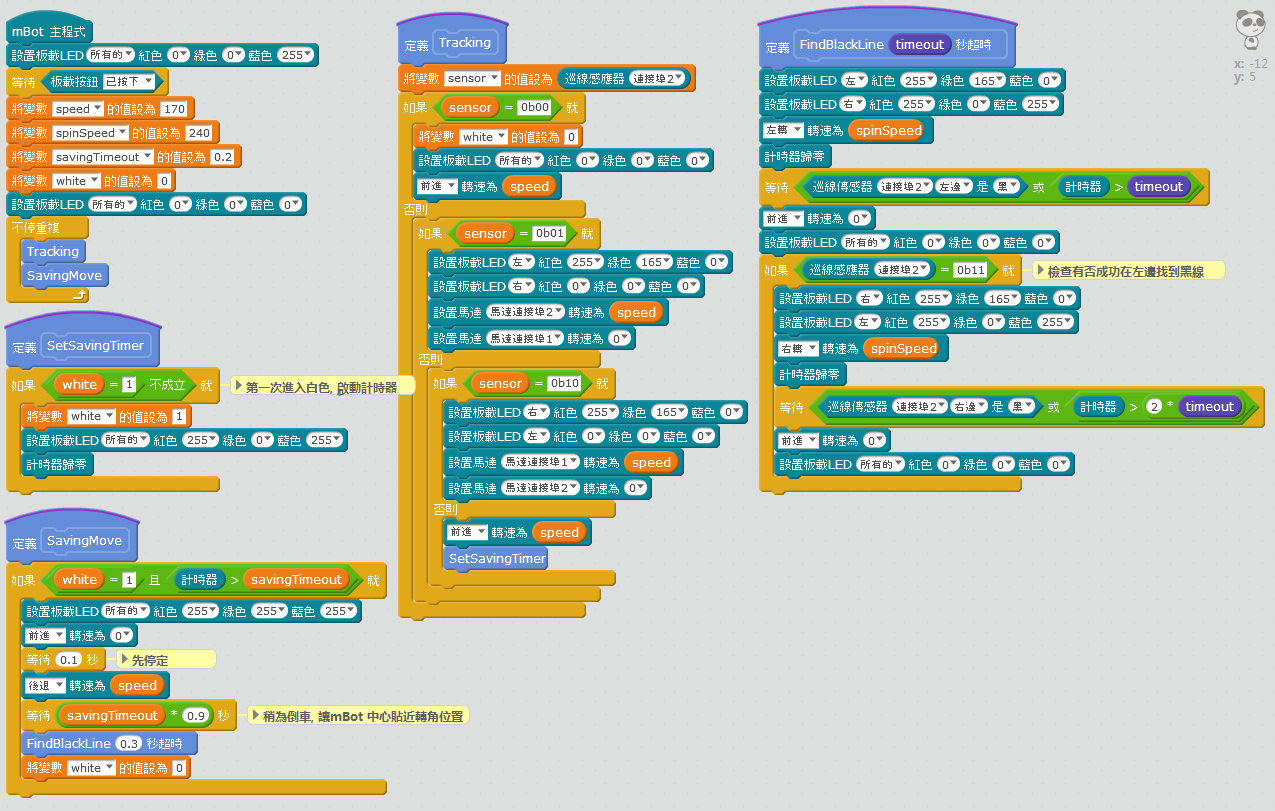 mBot 主程式
設置板載LED 所有的 紅色 0 綠色 0 藍色 255
等待 板載按鈕 已按下
將變數 speed 的值設為 170
將變數 spinSpeed 的值設為 240
將變數 savingTimeout 的值設為 0.2
將變數 white 的值設為 0
設置板載LED 所有的 紅色 0 綠色 0 藍色 0
不停重複
Tracking
SavingMove
定義 SetSavingTimer
如果 white = 1 不成立 就
第一次進入白色, 啟動計時器
將變數 white 的值設為 1
設置板載LED 所有的 紅色 255 綠色 0 藍色 255
計時器歸零
定義 SavingMove
如果 white = 1 且 計時器 > savingTimeout 就
設置板載LED 所有的 紅色 255 綠色 255 藍色 255
前進 轉速為 0
等待 0.1 秒
先停定
後退 轉速為 speed
等待 savingTimeout * 0.9 秒
稍為倒車, 讓mBot 中心貼近轉角位置
FindBlackLine 0.3 秒超時
將變數 white 的值設為 0
定義 Tracking
將變數 sensor 的值設為 巡線感應器 連接埠2
如果 sensor = 0b00 就
將變數 white 的值設為 0
設置板載LED 所有的 紅色 0 綠色 0 藍色 0
前進 轉速為 speed
否則
如果 sensor = 0b01 就
設置板載LED 左 紅色 255 綠色 165 藍色 0
設置板載LED 右 紅色 0 綠色 0 藍色 0
設置馬達 馬達連接埠2 轉速為 speed
設置馬達 馬達連接埠1 轉速為 0
否則
如果 sensor = 0b10 就
設置板載LED 右 紅色 255 綠色 165 藍色 0
設置板載LED 左 紅色 0 綠色 0 藍色 0
設置馬達 馬達連接埠1 轉速為 speed
設置馬達 馬達連接埠2 轉速為 0
否則
前進 轉速為 speed
SetSavingTimer
定義 FindBlackLine timeout 秒超時
設置板載LED 左 紅色 255 綠色 165 藍色 0
設置板載LED 右 紅色 255 綠色 0 藍色 255
左轉 轉速為 spinSpeed
計時器歸零
等待 巡線傳感器 連接埠2 左邊 是 黑 或 計時器 > timeout
前進 轉速為 0
設置板載LED 所有的 紅色 0 綠色 0 藍色 0
如果 巡線感應器 連接埠2 = 0b11 就
檢查有否成功在左邊找到黑線
設置板載LED 右 紅色 255 綠色 165 藍色 0
設置板載LED 左 紅色 255 綠色 0 藍色 255
右轉 轉速為 spinSpeed
計時器歸零
等待 巡線傳感器 連接埠2 右邊 是 黑 或 計時器 > 2 * timeout
前進 轉速為 0
設置板載LED 所有的 紅色 0 綠色 0 藍色 0
x: -12
y: 5